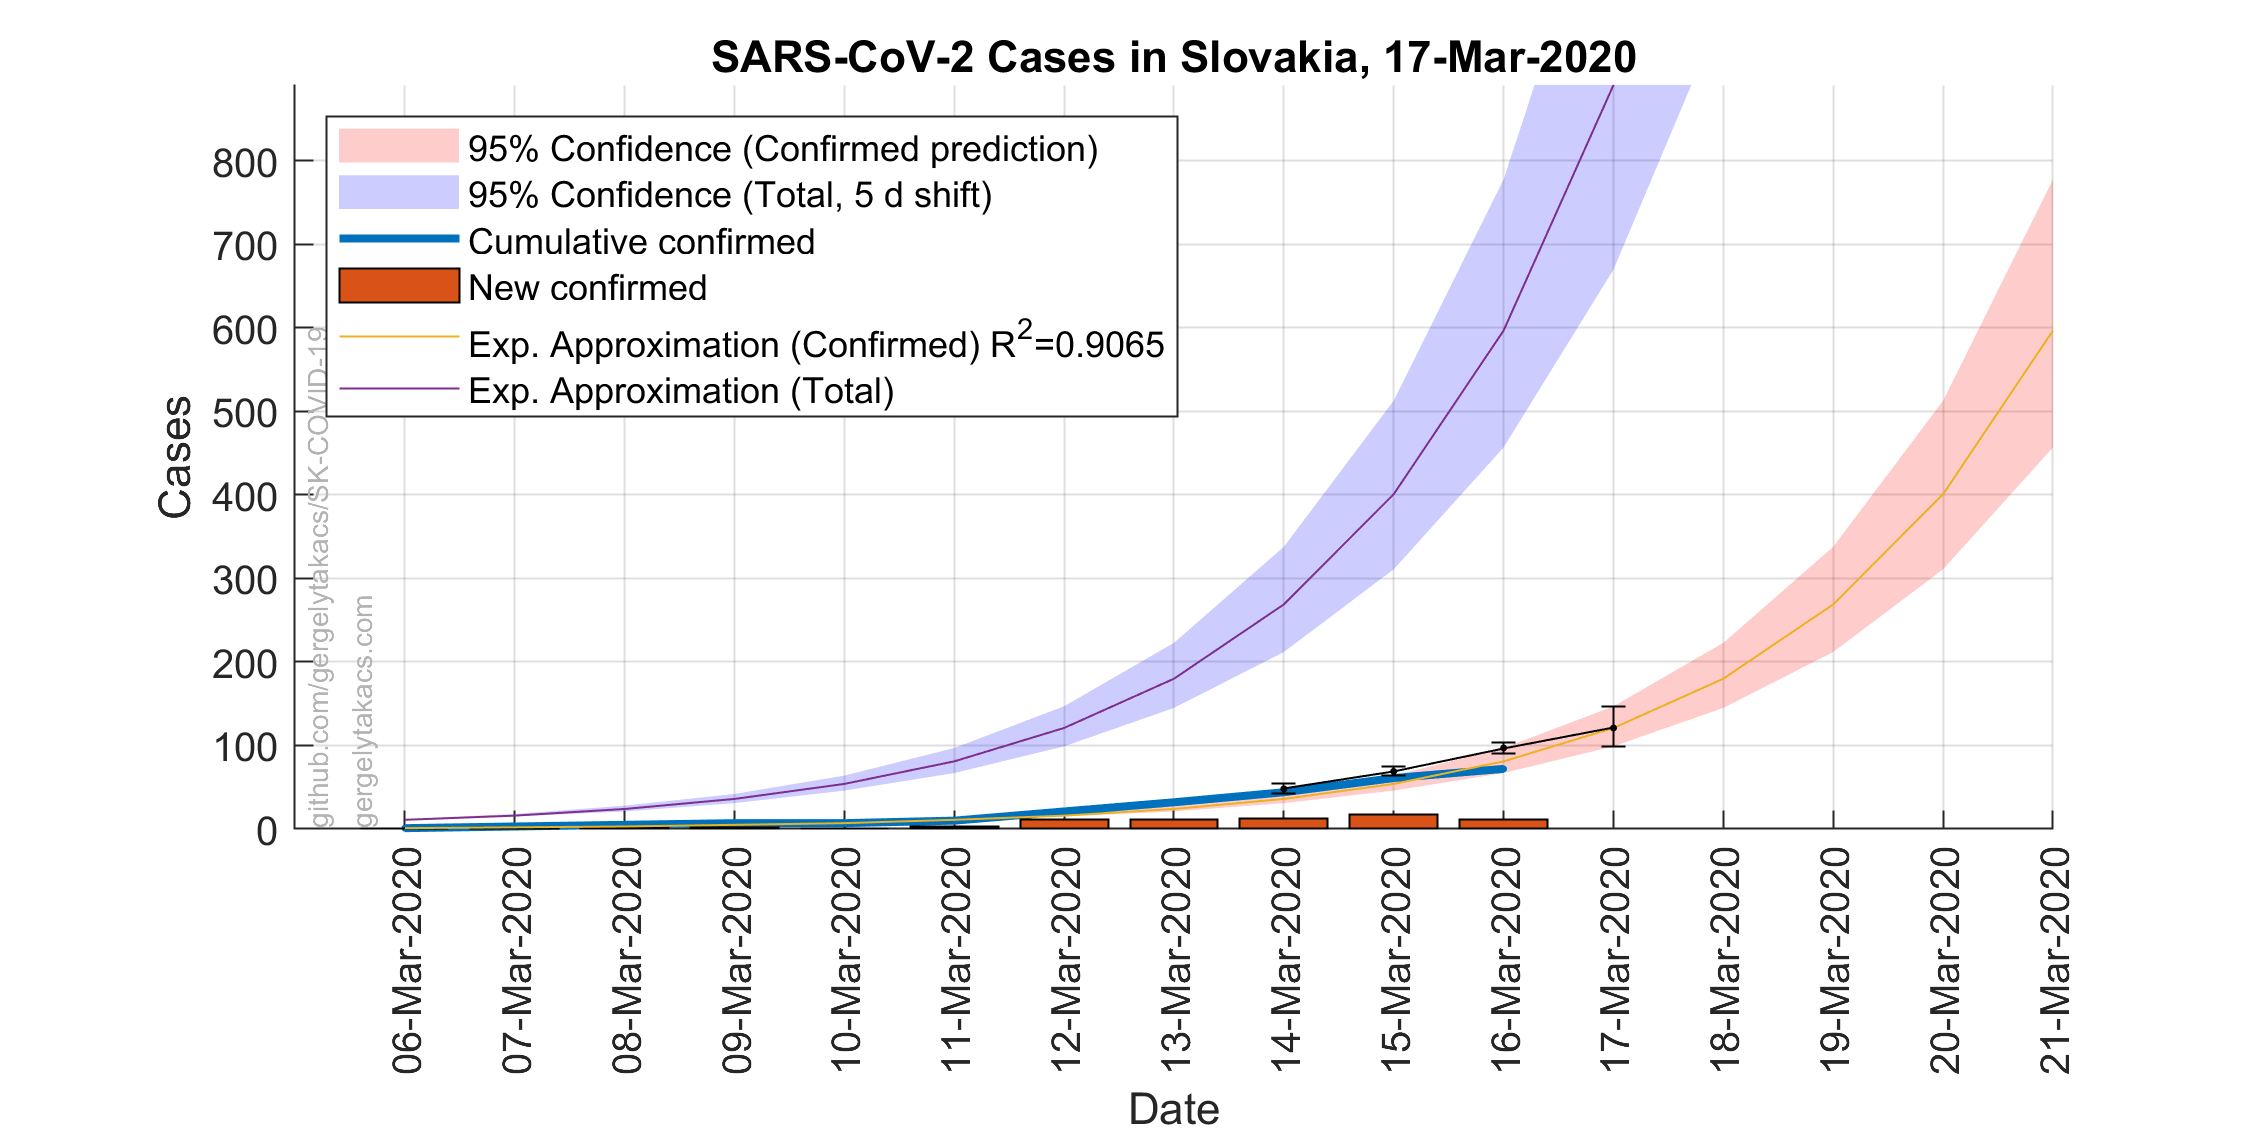 SARS-CoV-2 Cases in Slovakia, 17-Mar-2020
95% Confidence (Confirmed prediction)
95% Confidence (Total, 5 d shift)
Cumulative confirmed
New confirmed
Exp. Approximation (Confirmed) R²=0.9065
Exp. Approximation (Total)
800
700
600
500
400
300
200
100
0
Cases
github.com/gergelytakacs/SK-COVID-19
gergelytakacs.com
06-Mar-2020
07-Mar-2020
08-Mar-2020
09-Mar-2020
10-Mar-2020
11-Mar-2020
12-Mar-2020
13-Mar-2020
14-Mar-2020
15-Mar-2020
16-Mar-2020
17-Mar-2020
18-Mar-2020
19-Mar-2020
20-Mar-2020
21-Mar-2020
Date